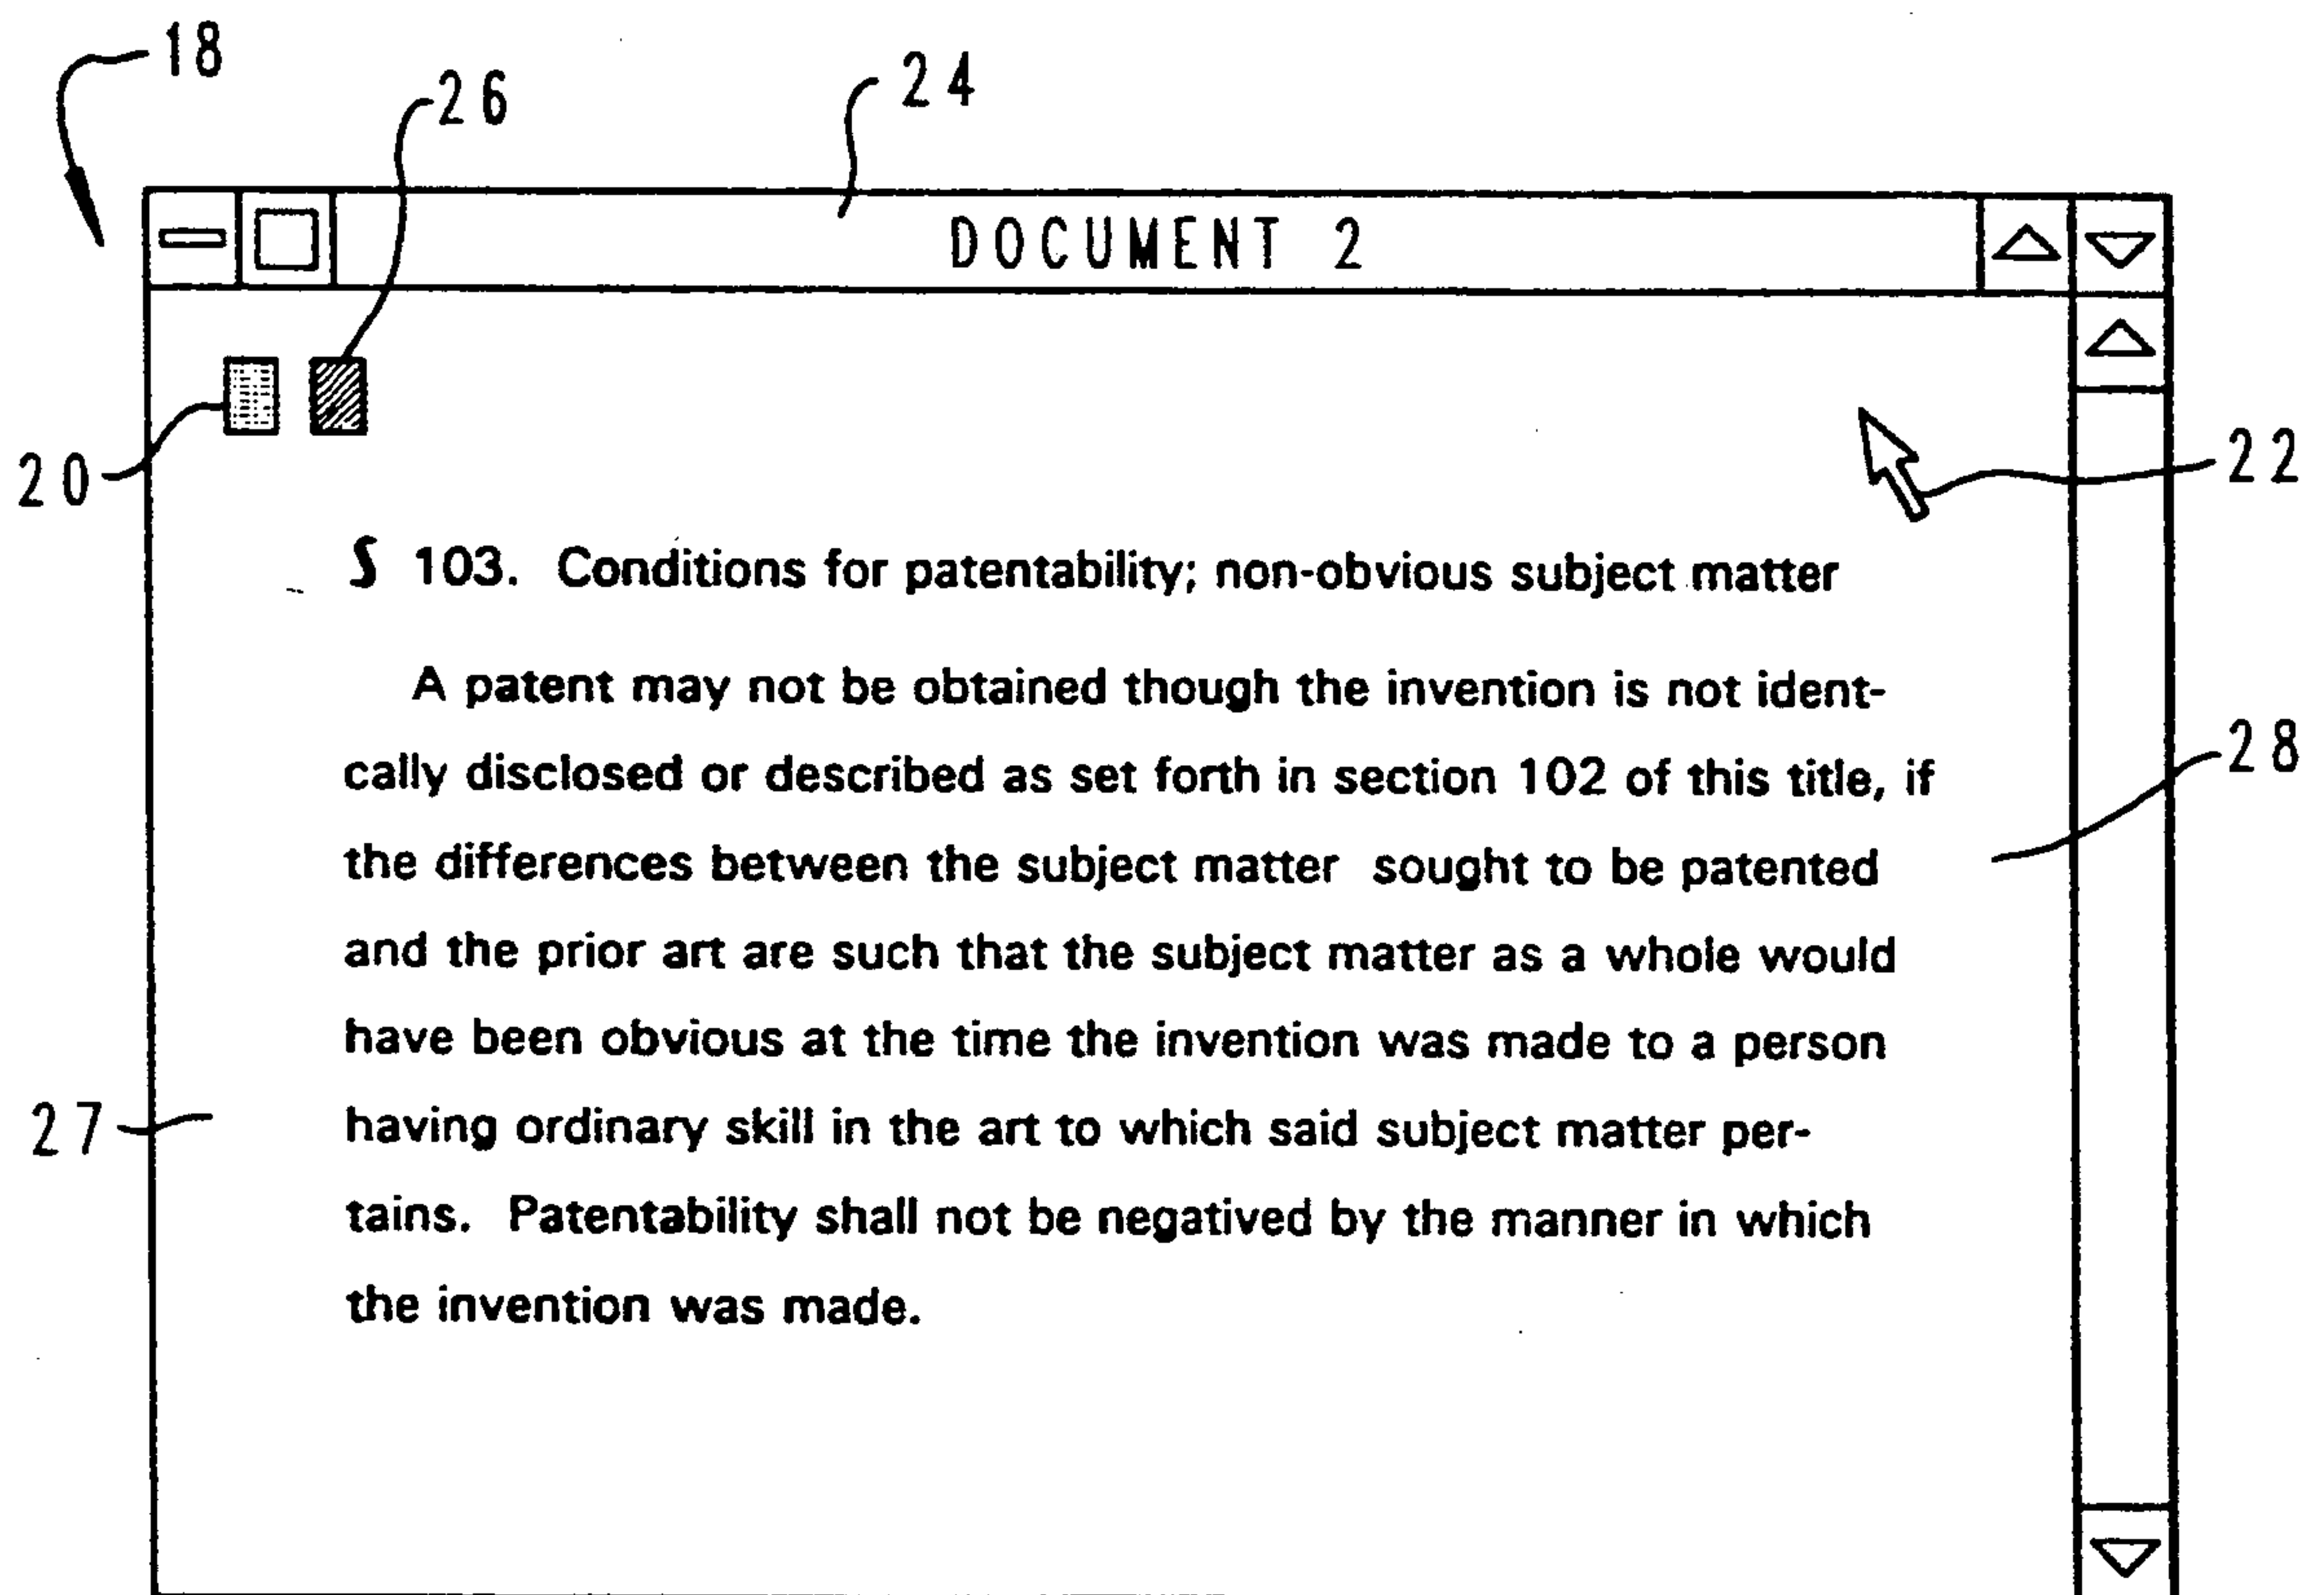 18
26
24
DOCUMENT 2
20
22
§ 103. Conditions for patentability; non-obvious subject matter
A patent may not be obtained though the invention is not ident-
cally disclosed or described as set forth in section 102 of this title, if
the differences between the subject matter sought to be patented
28
and the prior art are such that the subject matter as a whole would
have been obvious at the time the invention was made to a person
27
having ordinary skill in the art to which said subject matter per-
tains. Patentability shall not be negatived by the manner in which
the invention was made.